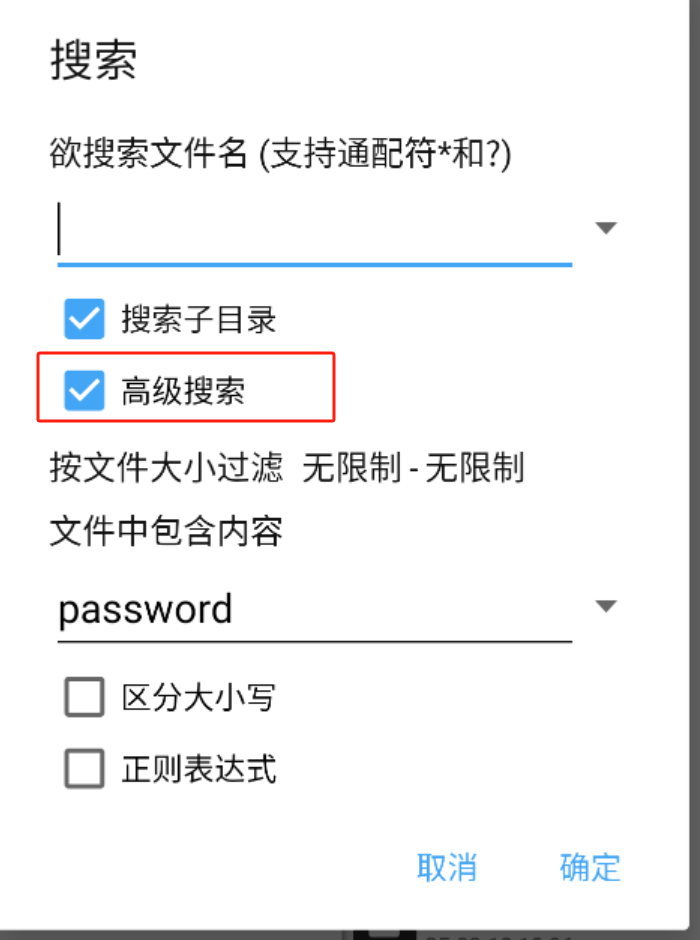 搜索
欲搜索文件名 (支持通配符*和?)
搜索子目录
高级搜索
按文件大小过滤 无限制 - 无限制
文件中包含内容
password
区分大小写
正则表达式
取消 确定